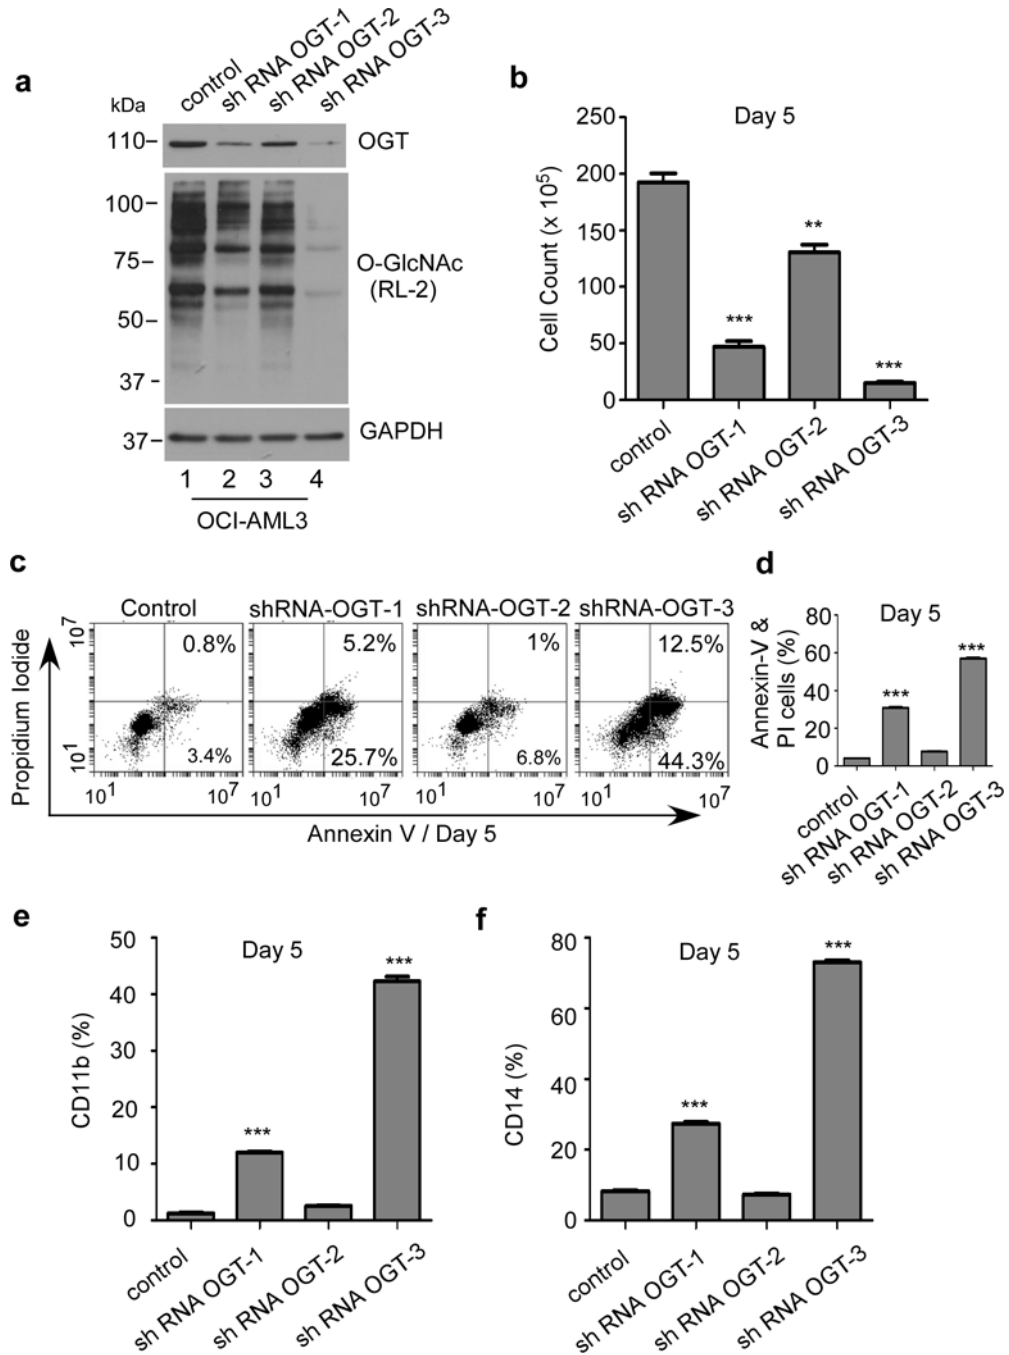 a
kDa
control
sh RNA OGT-1
sh RNA OGT-2
sh RNA OGT-3
110–
OGT
100–
75–
50–
37 -
O-GlcNAc
(RL-2)
37–
GAPDH
1 2 3 4
OCI-AML3
b
Day 5
Cell Count (x 10⁵)
250
200
150
100
50
0
***
**
***
control
sh RNA OGT-1
sh RNA OGT-2
sh RNA OGT-3
c
Control
shRNA-OGT-1
shRNA-OGT-2
shRNA-OGT-3
Propidium Iodide
10⁷
10¹
0.8%
3.4%
5.2%
25.7%
1%
6.8%
12.5%
44.3%
10¹ 10⁷ 10¹ 10⁷ 10¹ 10⁷ 10¹ 10⁷
Annexin V / Day 5
d
Day 5
Annexin-V &
PI cells (%)
80
60
40
20
0
***
***
control
sh RNA OGT-1
sh RNA OGT-2
sh RNA OGT-3
e
Day 5
CD11b (%)
50
40
30
20
10
0
***
***
control
sh RNA OGT-1
sh RNA OGT-2
sh RNA OGT-3
f
Day 5
CD14 (%)
80
60
40
20
0
***
***
control
sh RNA OGT-1
sh RNA OGT-2
sh RNA OGT-3